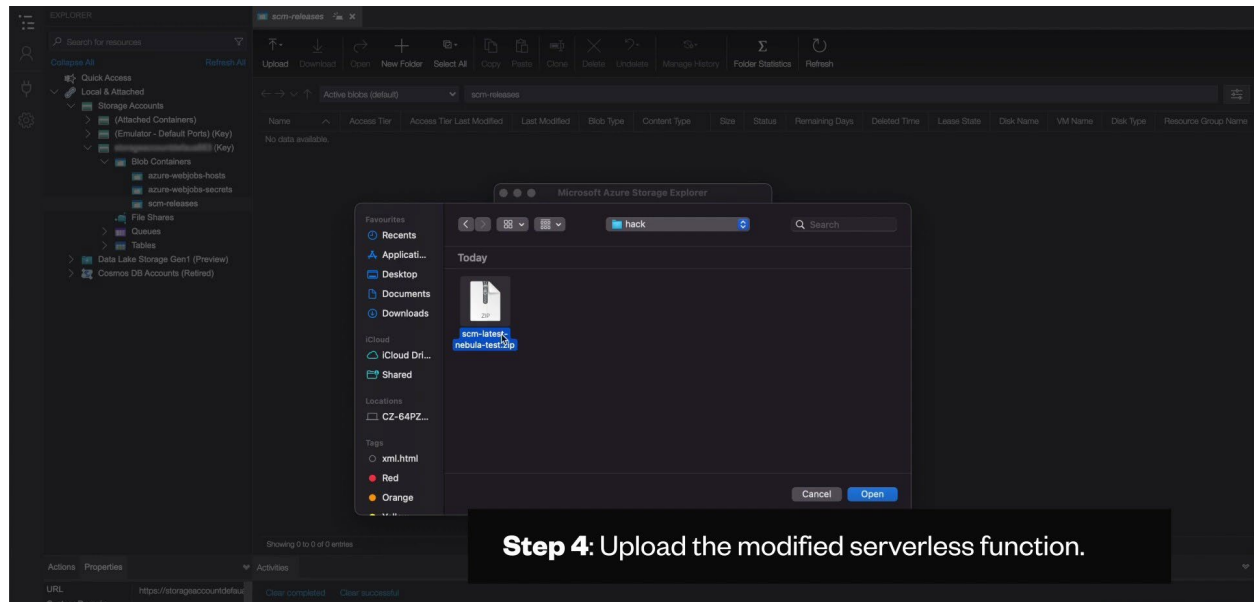 EXPLORER
Search for resources
Collapse All Refresh All
Quick Access
Local & Attached
Storage Accounts
(Attached Containers)
(Emulator - Default Ports) (Key)
(Key)
Blob Containers
azure-webjobs-hosts
azure-webjobs-secrets
scm-releases
File Shares
Queues
Tables
Data Lake Storage Gen1 (Preview)
Cosmos DB Accounts (Retired)
Actions Properties
URL https://storageaccountdefau
scm-releases
Upload Download Open New Folder Select All Copy Paste Clone Delete Undelete Manage History Folder Statistics Refresh
Active blobs (default) scm-releases
Name Access Tier Access Tier Last Modified Last Modified Blob Type Content Type Size Status Remaining Days Deleted Time Lease State Disk Name VM Name Disk Type Resource Group Name
No data available.
Microsoft Azure Storage Explorer
Favourites
Recents
Applicati...
Desktop
Documents
Downloads
iCloud
iCloud Dri...
Shared
Locations
CZ-64PZ...
Tags
xml.html
Red
Orange
hack
Search
Today
ZIP
scm-latest-
nebula-test.zip
Cancel Open
Showing 0 to 0 of 0 entries
Activities
Clear completed Clear successful
Step 4: Upload the modified serverless function.